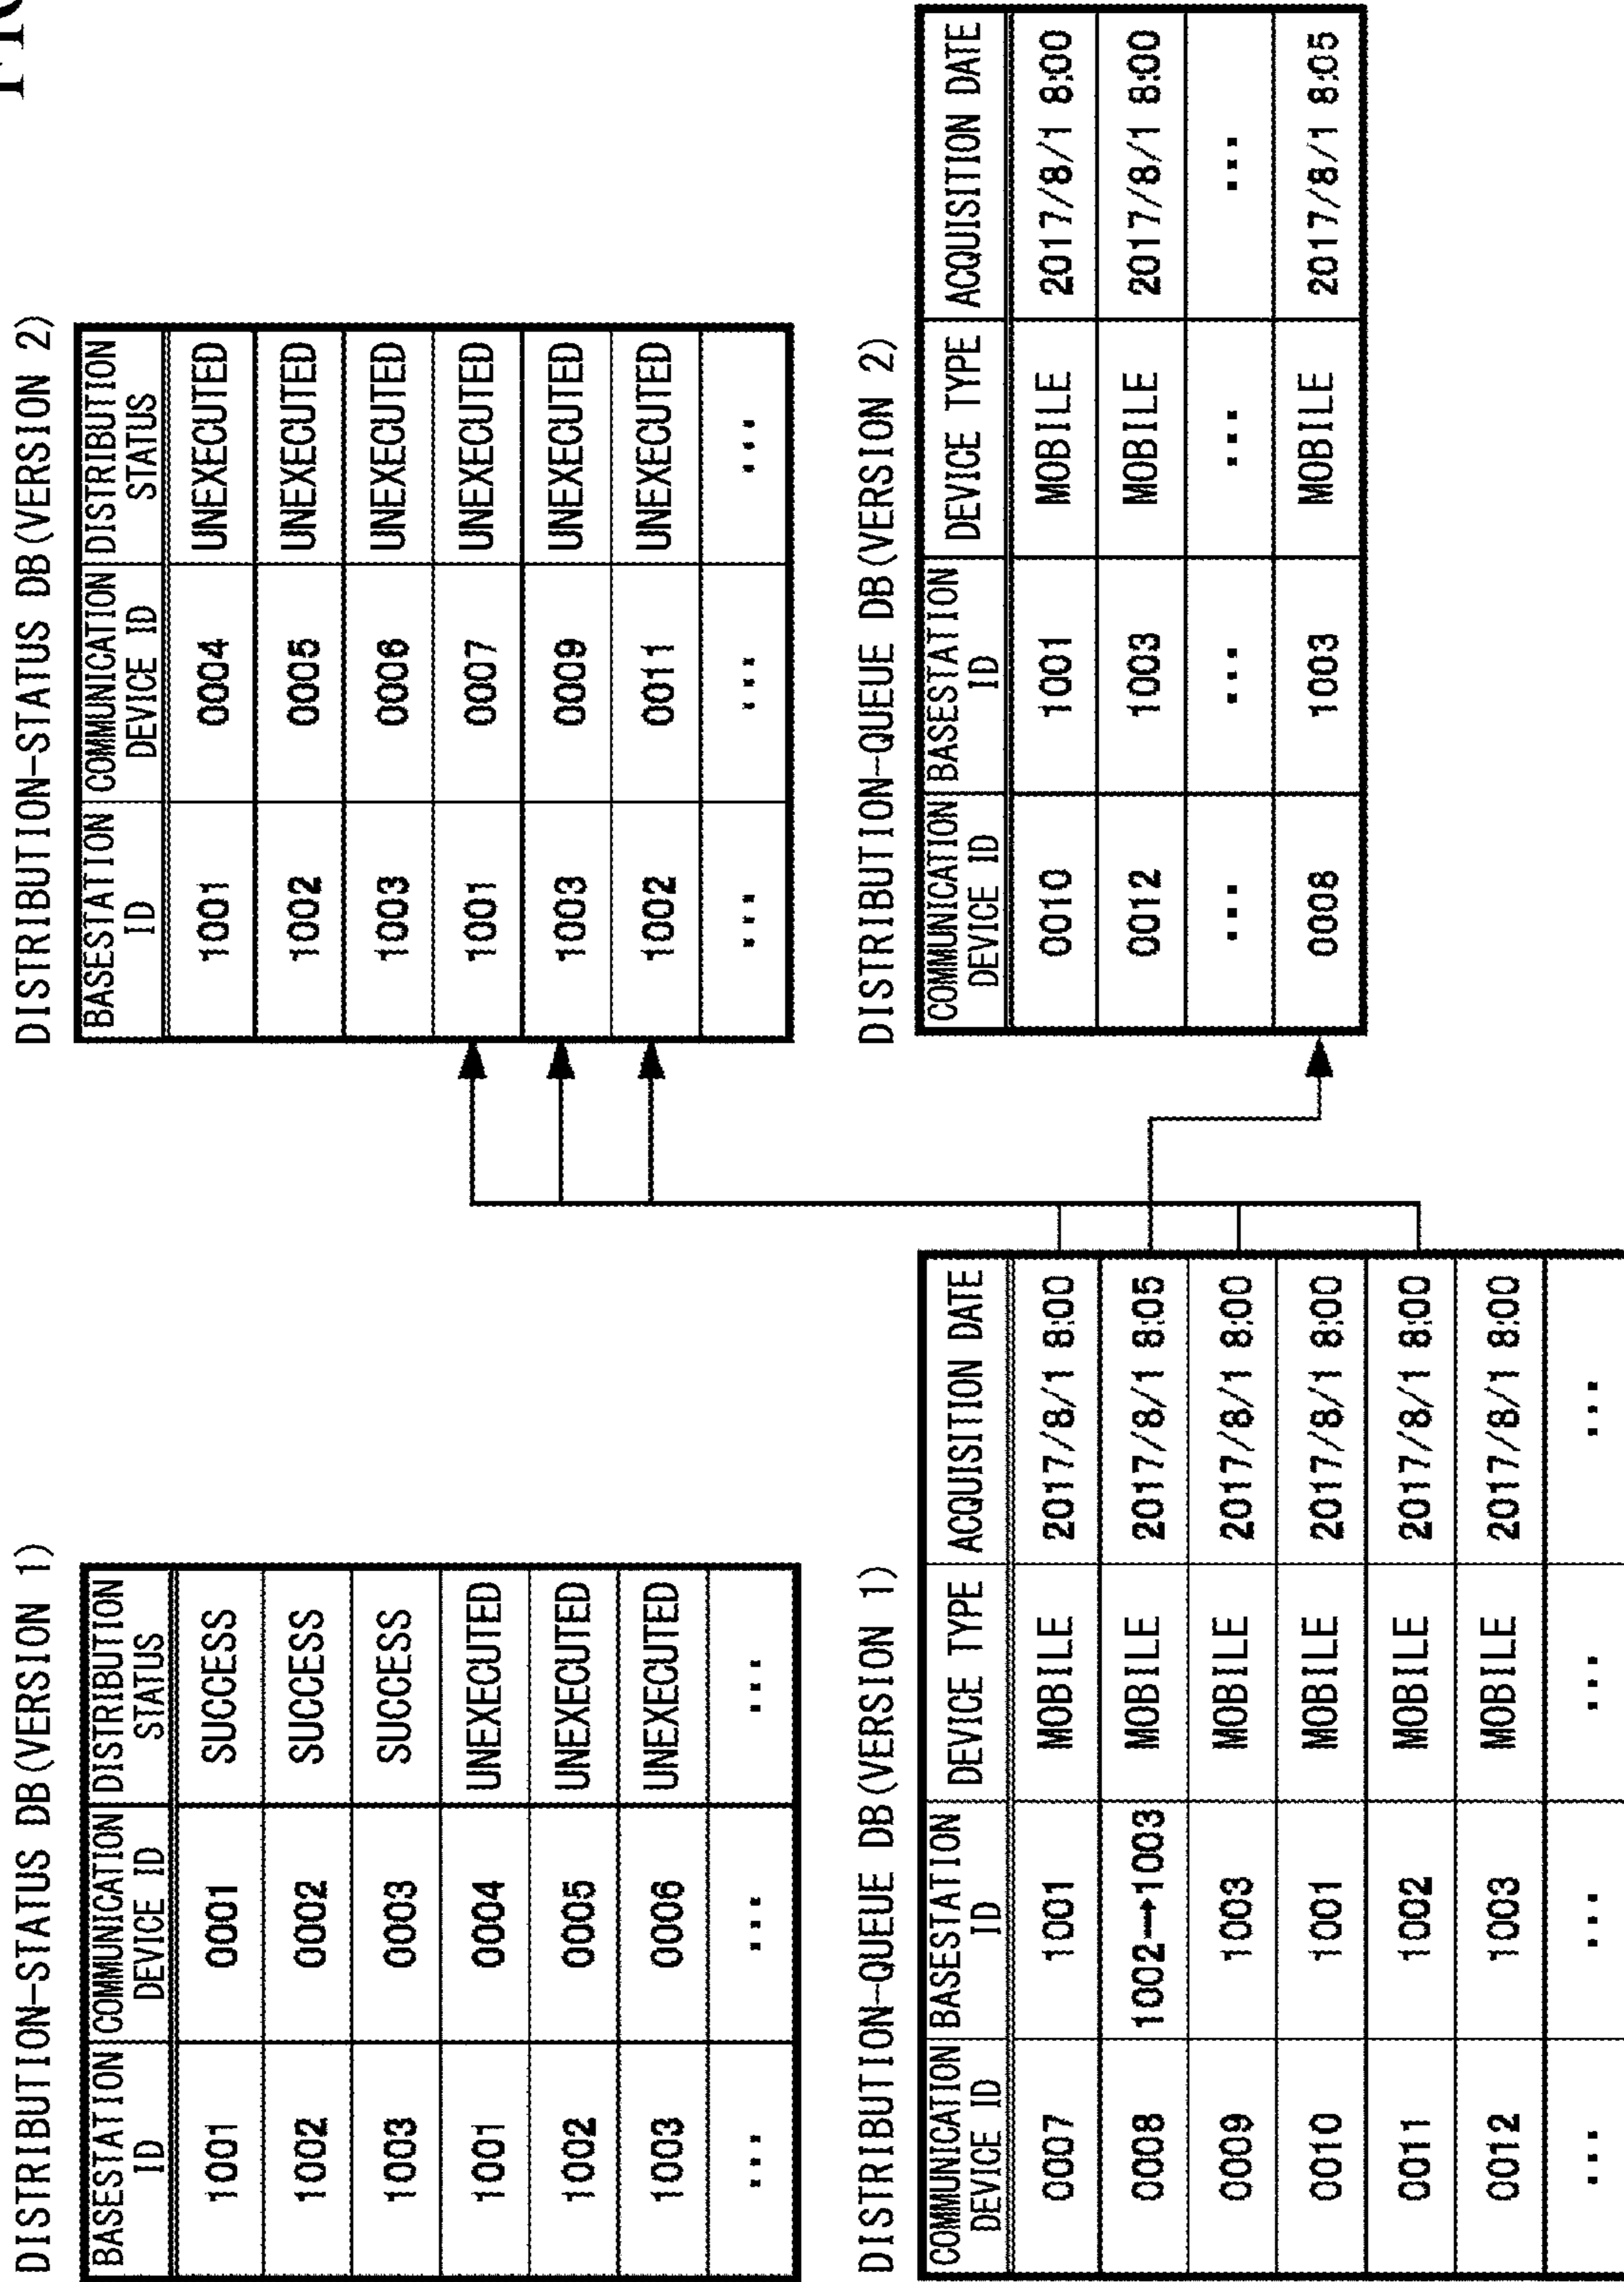 DISTRIBUTION-STATUS DB(VERSION 1)
BASESTATION ID COMMUNICATION DEVICE ID DISTRIBUTION STATUS
1001 0001 SUCCESS
1002 0002 SUCCESS
1003 0003 SUCCESS
1001 0004 UNEXECUTED
1002 0005 UNEXECUTED
1003 0006 UNEXECUTED
... ... ...
DISTRIBUTION-STATUS DB(VERSION 2)
BASESTATION ID COMMUNICATION DEVICE ID DISTRIBUTION STATUS
1001 0004 UNEXECUTED
1002 0005 UNEXECUTED
1003 0006 UNEXECUTED
1001 0007 UNEXECUTED
1003 0009 UNEXECUTED
1002 0011 UNEXECUTED
... ... ...
DISTRIBUTION-QUEUE DB(VERSION 1)
COMMUNICATION DEVICE ID BASESTATION ID DEVICE TYPE ACQUISITION DATE
0007 1001 MOBILE 2017/8/1 8:00
0008 1002→1003 MOBILE 2017/8/1 8:05
0009 1003 MOBILE 2017/8/1 8:00
0010 1001 MOBILE 2017/8/1 8:00
0011 1002 MOBILE 2017/8/1 8:00
0012 1003 MOBILE 2017/8/1 8:00
... ... ... ...
DISTRIBUTION-QUEUE DB(VERSION 2)
COMMUNICATION DEVICE ID BASESTATION ID DEVICE TYPE ACQUISITION DATE
0010 1001 MOBILE 2017/8/1 8:00
0012 1003 MOBILE 2017/8/1 8:00
... ... ... ...
0008 1003 MOBILE 2017/8/1 8:05